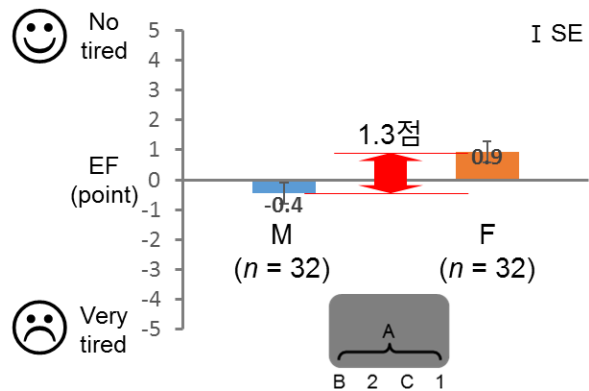 No
tired
I SE
5
4
3
2
1
0
-1
-2
-3
-4
-5
EF
(point)
1.3점
-0.4
0.9
M
(n = 32)
F
(n = 32)
Very
tired
A
B 2 C 1